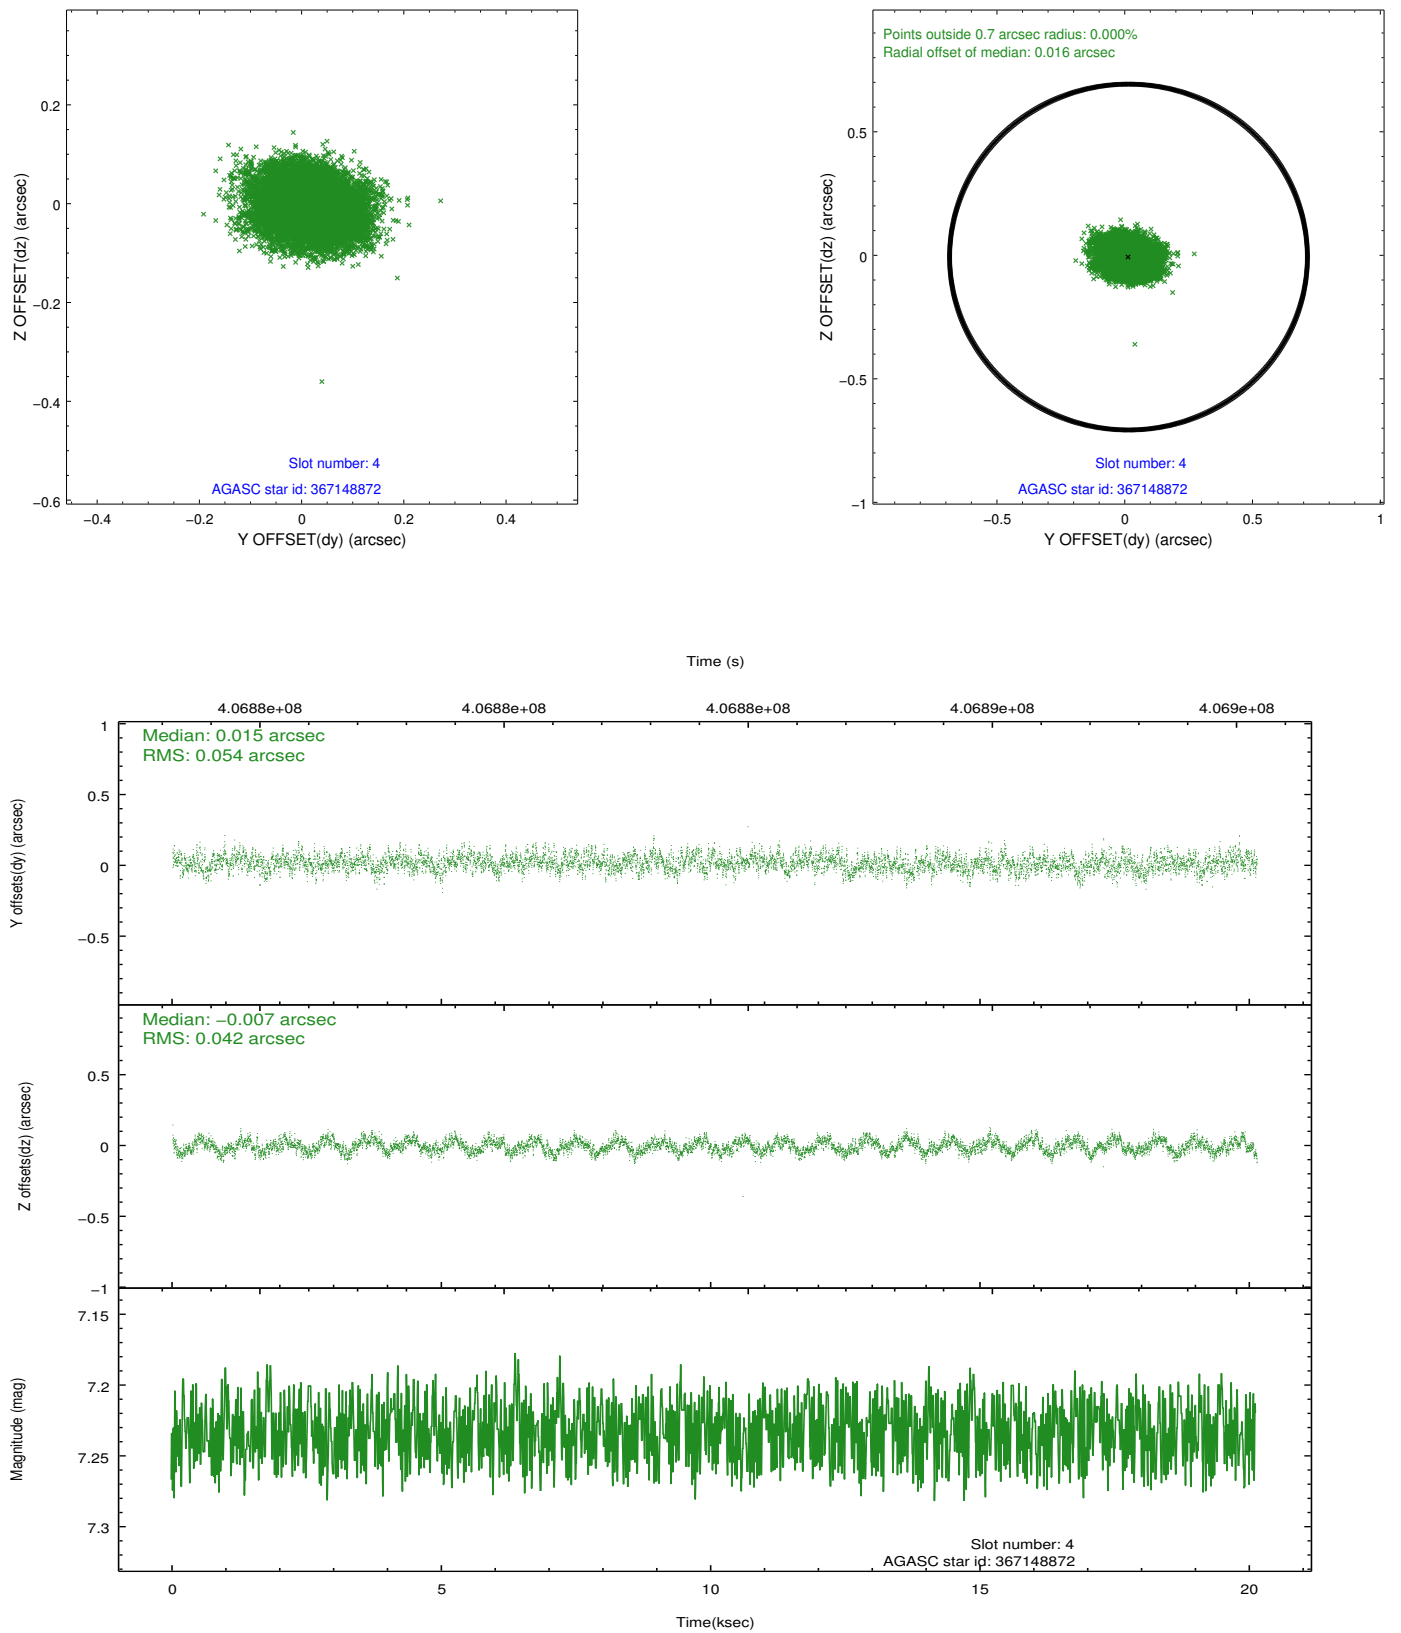 0.2
0
−0.2
−0.4
−0.6
Z OFFSET(dz) (arcsec)
Slot number: 4
AGASC star id: 367148872
−0.4
−0.2
0
0.2
0.4
Y OFFSET(dy) (arcsec)
Points outside 0.7 arcsec radius: 0.000%
Radial offset of median: 0.016 arcsec
0.5
0
−0.5
−1
Z OFFSET(dz) (arcsec)
Slot number: 4
AGASC star id: 367148872
−0.5
0
0.5
1
Y OFFSET(dy) (arcsec)
Time (s)
4.0688e+08
4.0688e+08
4.0688e+08
4.0689e+08
4.069e+08
Median: 0.015 arcsec
RMS: 0.054 arcsec
1
0.5
0
−0.5
Y offsets(dy) (arcsec)
Median: −0.007 arcsec
RMS: 0.042 arcsec
0.5
0
−0.5
−1
Z offsets(dz) (arcsec)
7.15
7.2
7.25
7.3
Magnitude (mag)
Slot number: 4
AGASC star id: 367148872
0
5
10
15
20
Time(ksec)